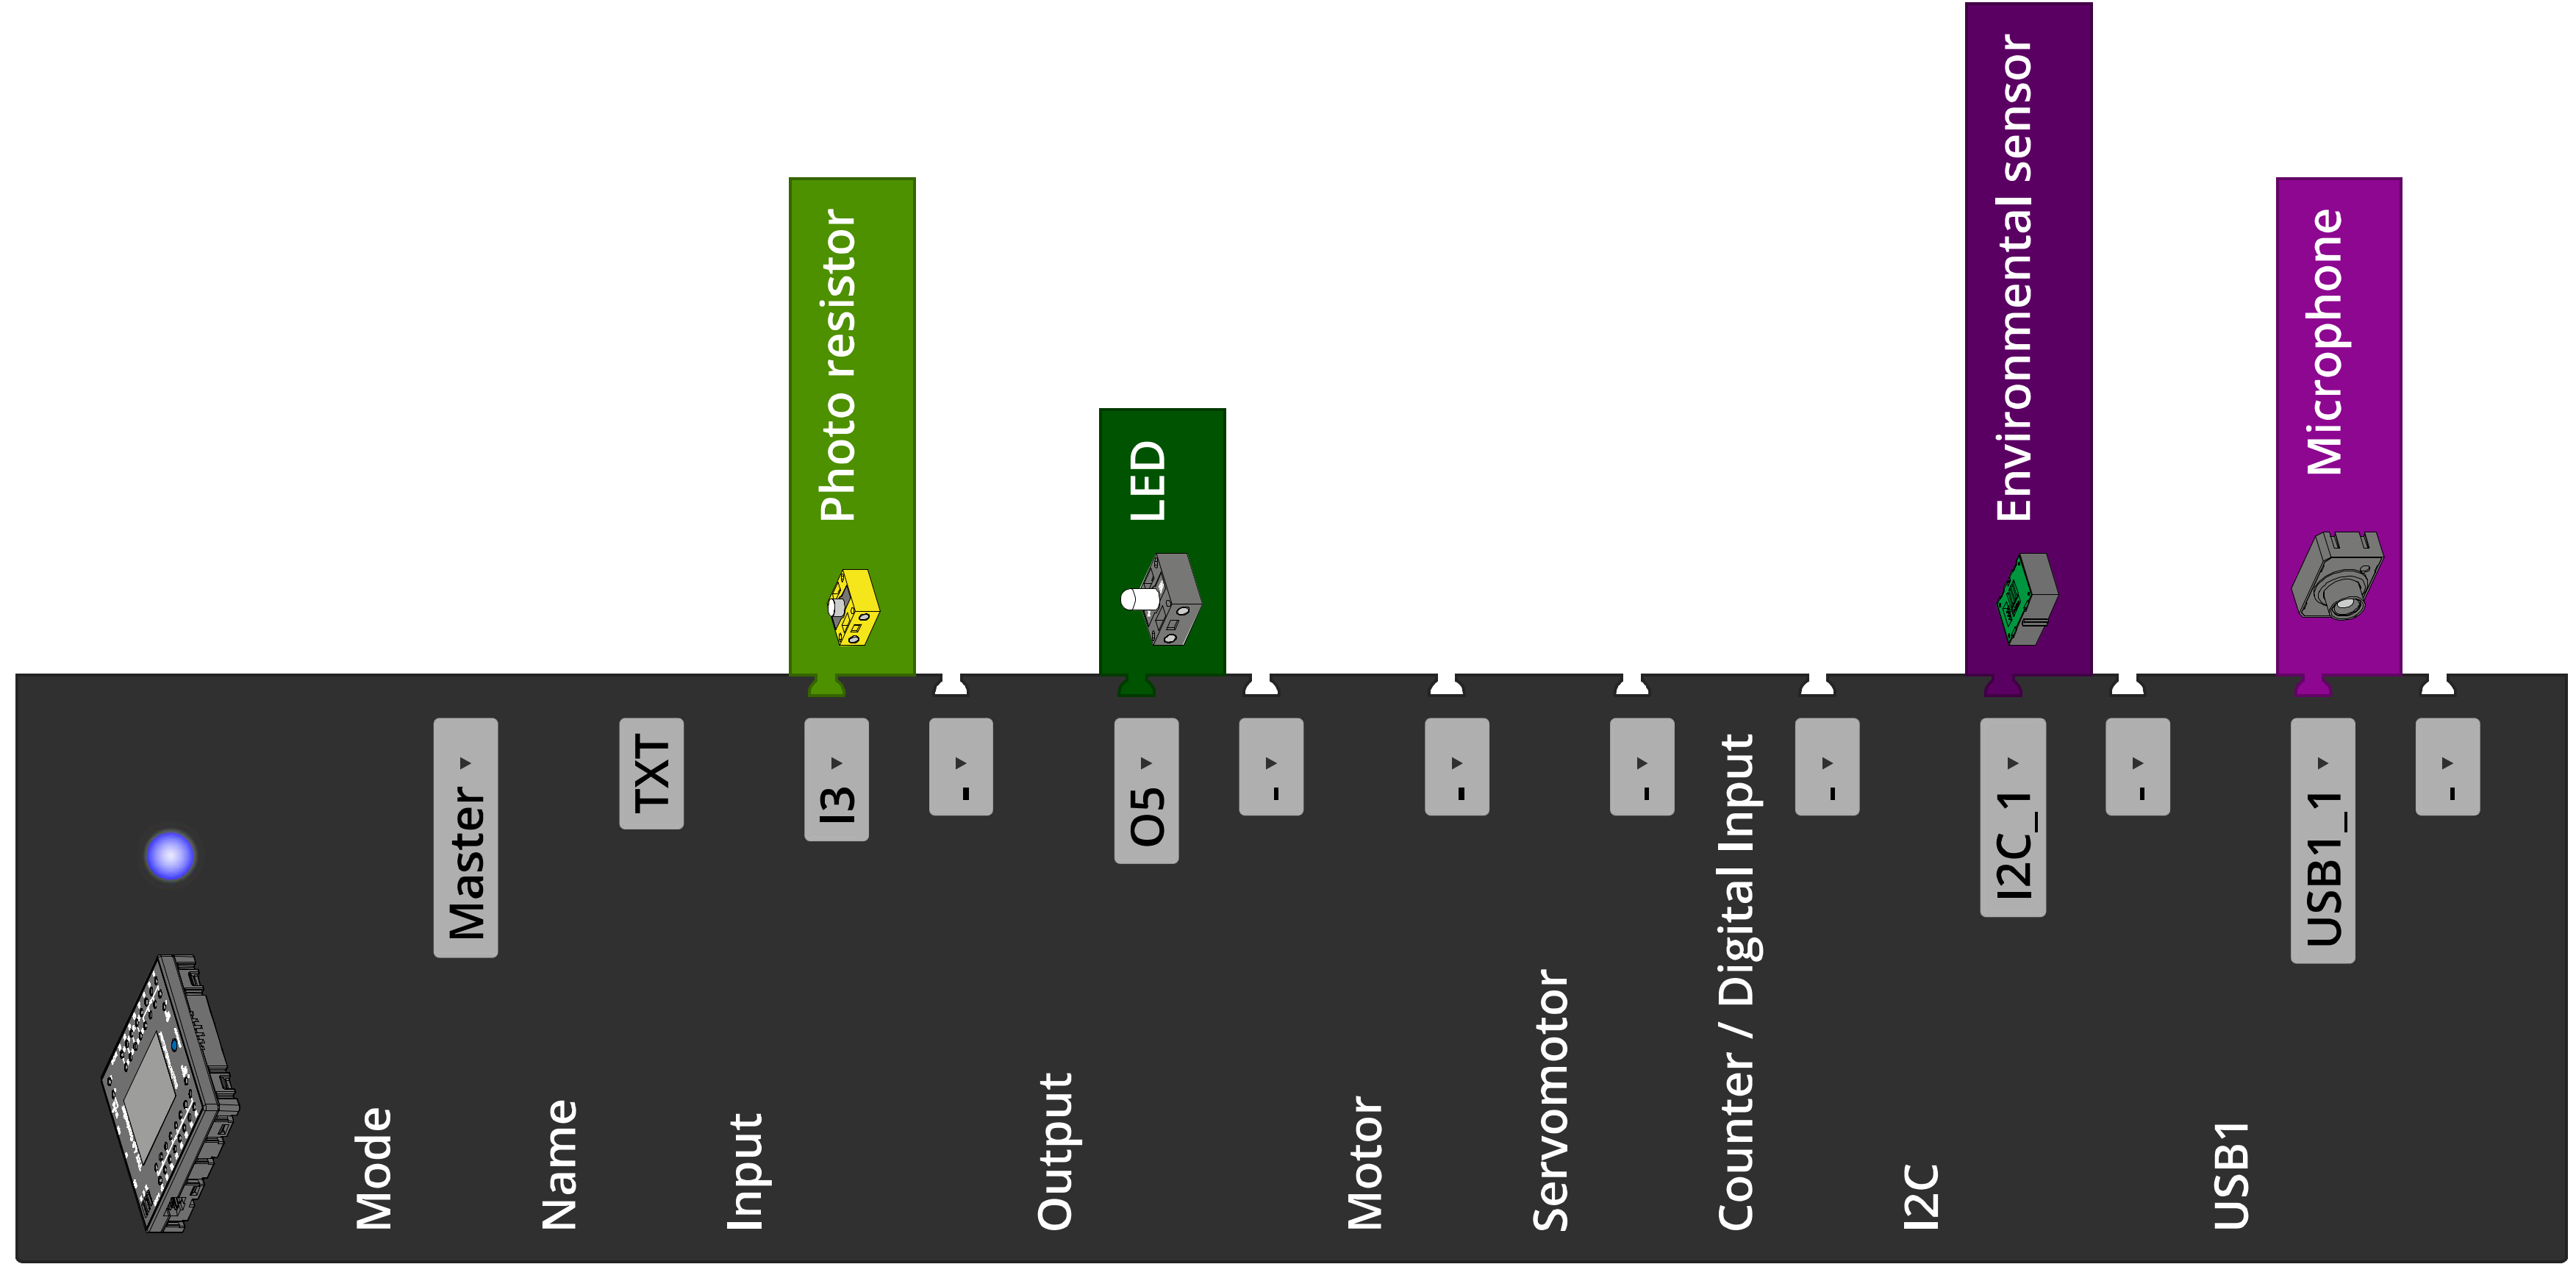 Mode
Master
Name
TXT
Input
I3
Photo resistor
-
Output
O5
LED
-
Motor
-
Servomotor
-
Counter / Digital Input
-
I2C
I2C_1
Environmental sensor
-
USB1
USB1_1
Microphone
-